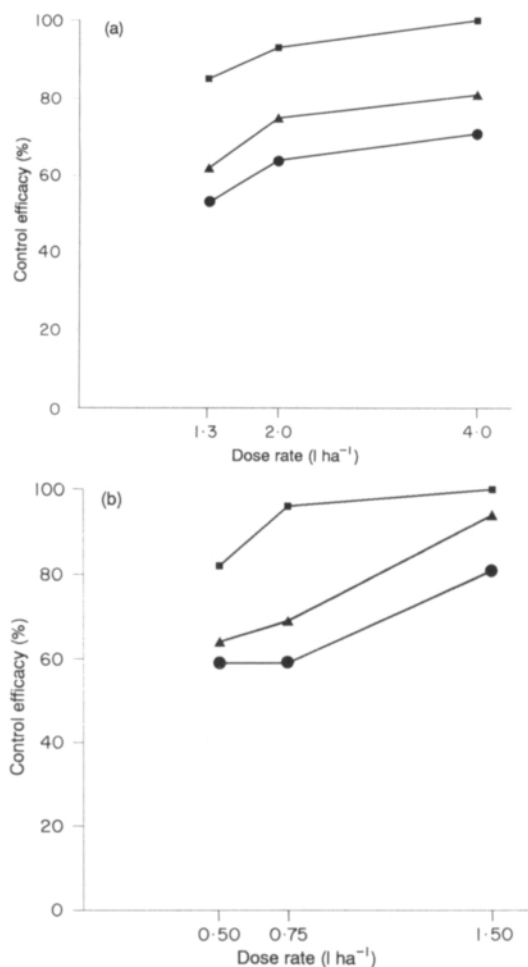 (a)
100
80
60
40
20
0
Control efficacy (%)
1·3 2·0 4·0
Dose rate (l ha⁻¹)
(b)
100
80
60
40
20
0
Control efficacy (%)
0·50 0·75 1·50
Dose rate (l ha⁻¹)